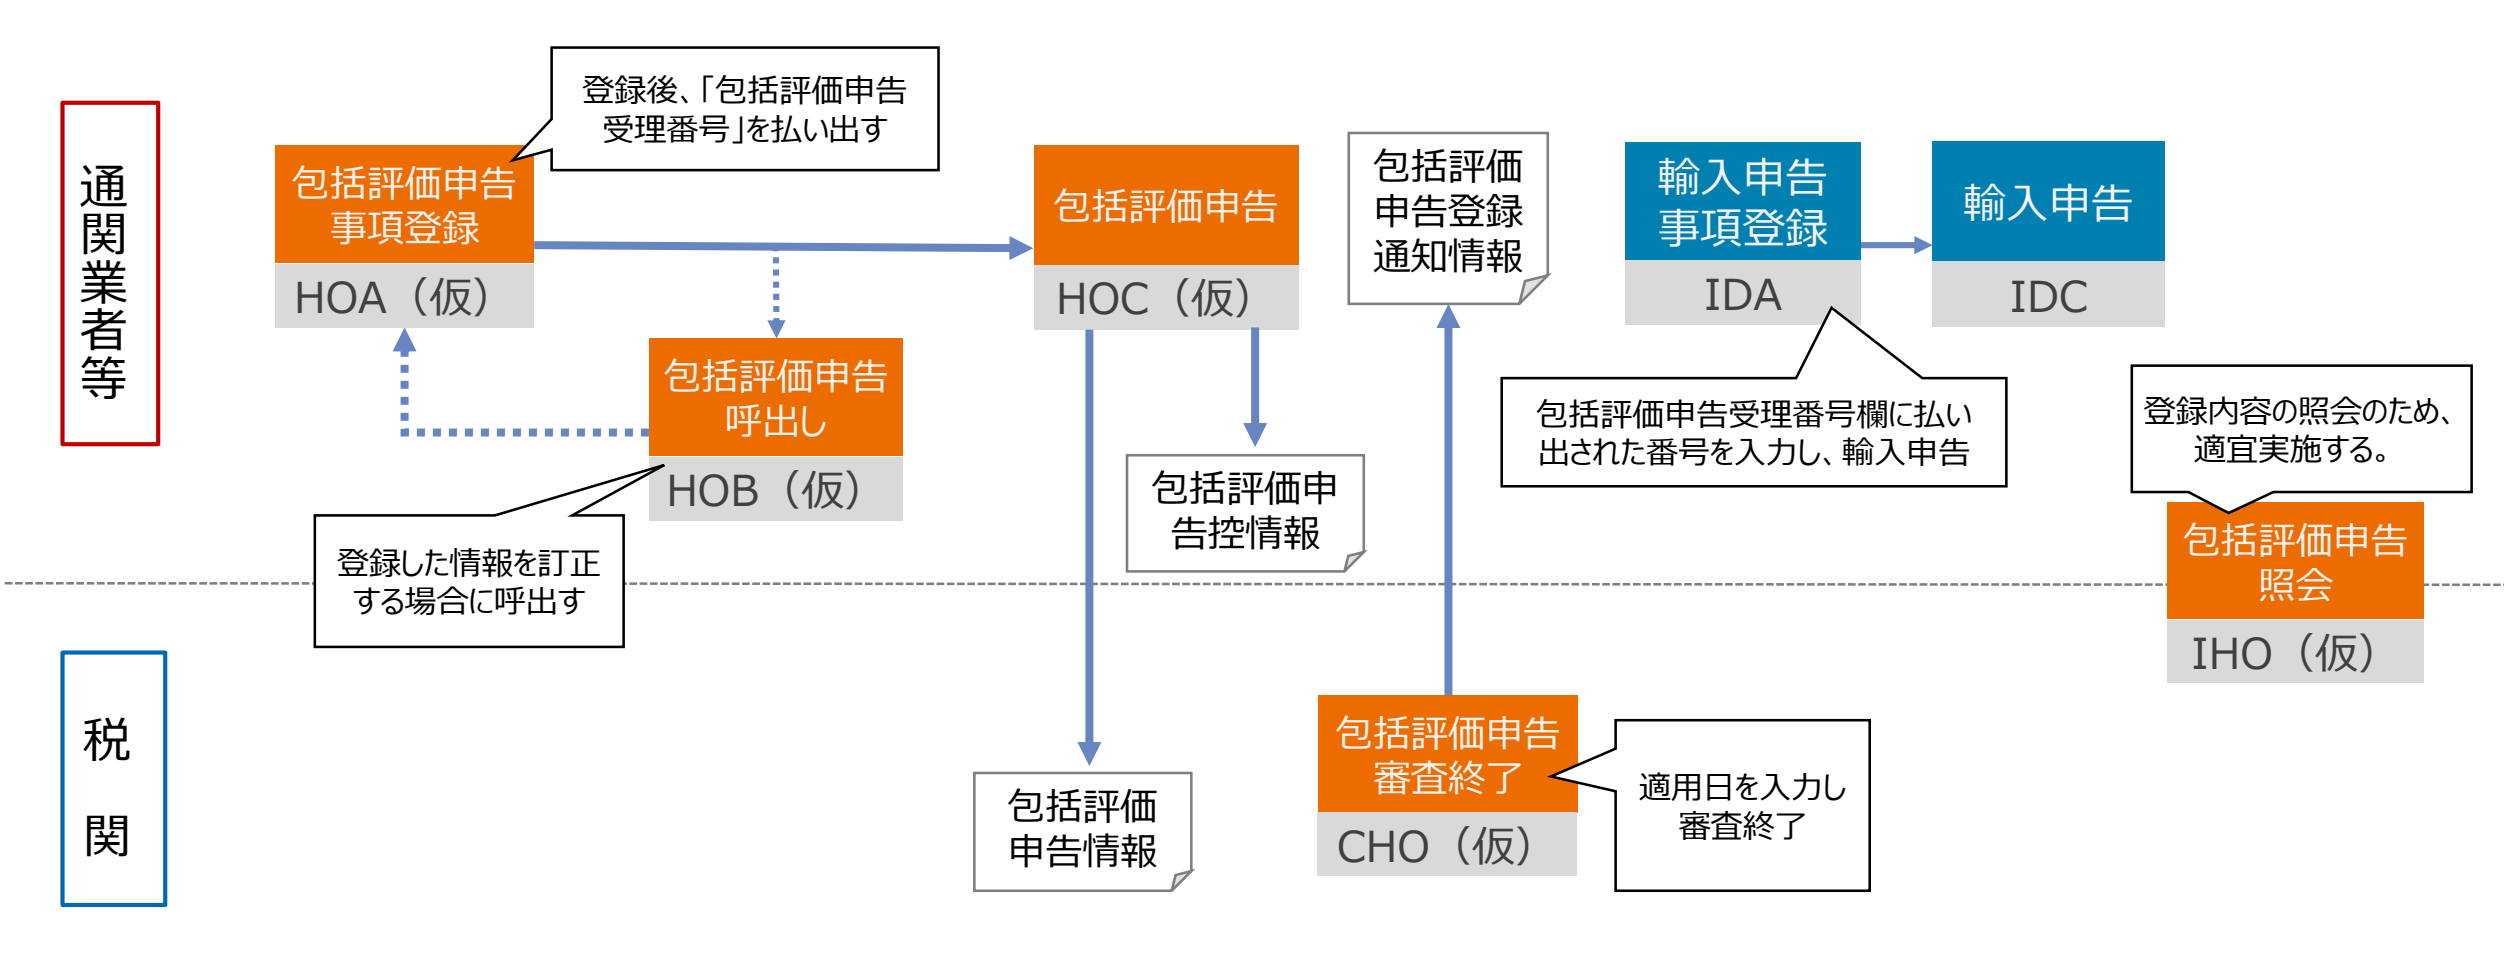 通関業者等
包括評価申告
事項登録
HOA（仮）
登録後、「包括評価申告
受理番号」を払い出す
包括評価申告
呼出し
HOB（仮）
登録した情報を訂正
する場合に呼出す
包括評価申告
HOC（仮）
包括評価申
告控情報
包括評価
申告登録
通知情報
輸入申告
事項登録
IDA
輸入申告
IDC
包括評価申告受理番号欄に払い
出された番号を入力し、輸入申告
登録内容の照会のため、
適宜実施する。
包括評価申告
照会
IHO（仮）
税
関
包括評価
申告情報
包括評価申告
審査終了
CHO（仮）
適用日を入力し
審査終了